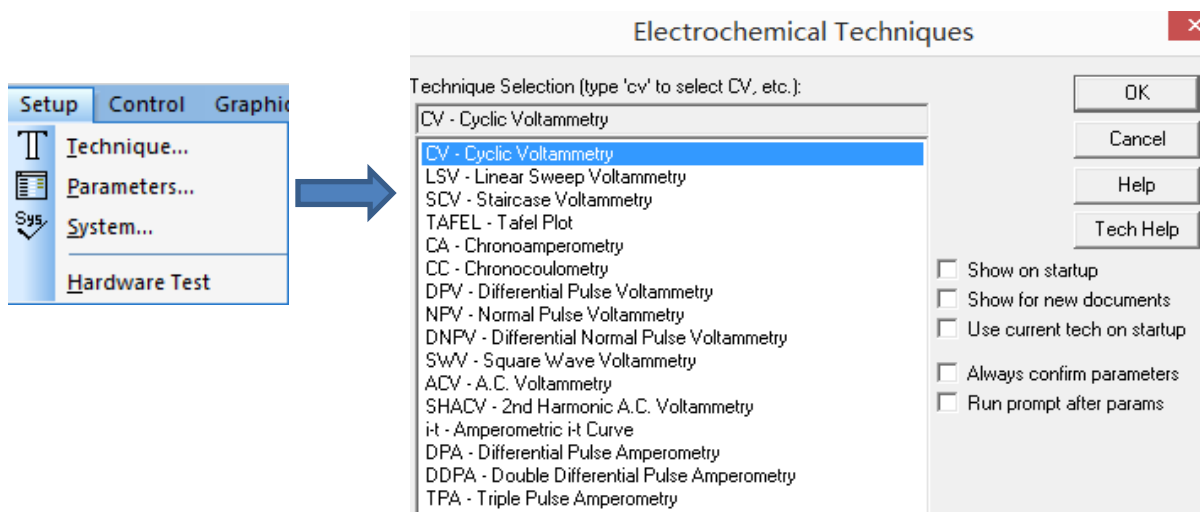 Setup Control Graphic
Technique...
Parameters...
Sys
System...
Hardware Test
Electrochemical Techniques
Technique Selection (type 'cv' to select CV, etc.):
CV - Cyclic Voltammetry
CV - Cyclic Voltammetry
LSV - Linear Sweep Voltammetry
SCV - Staircase Voltammetry
TAFEL - Tafel Plot
CA - Chronoamperometry
CC - Chronocoulometry
DPV - Differential Pulse Voltammetry
NPV - Normal Pulse Voltammetry
DNPV - Differential Normal Pulse Voltammetry
SWV - Square Wave Voltammetry
ACV - A.C. Voltammetry
SHACV - 2nd Harmonic A.C. Voltammetry
i-t - Amperometric i-t Curve
DPA - Differential Pulse Amperometry
DDPA - Double Differential Pulse Amperometry
TPA - Triple Pulse Amperometry
OK
Cancel
Help
Tech Help
Show on startup
Show for new documents
Use current tech on startup
Always confirm parameters
Run prompt after params